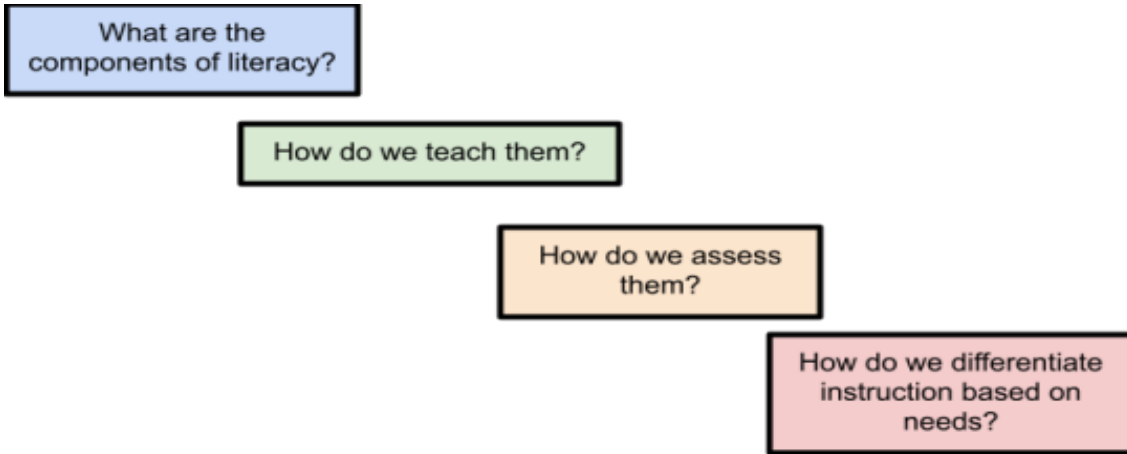 What are the
components of literacy?
How do we teach them?
How do we assess
them?
How do we differentiate
instruction based on
needs?